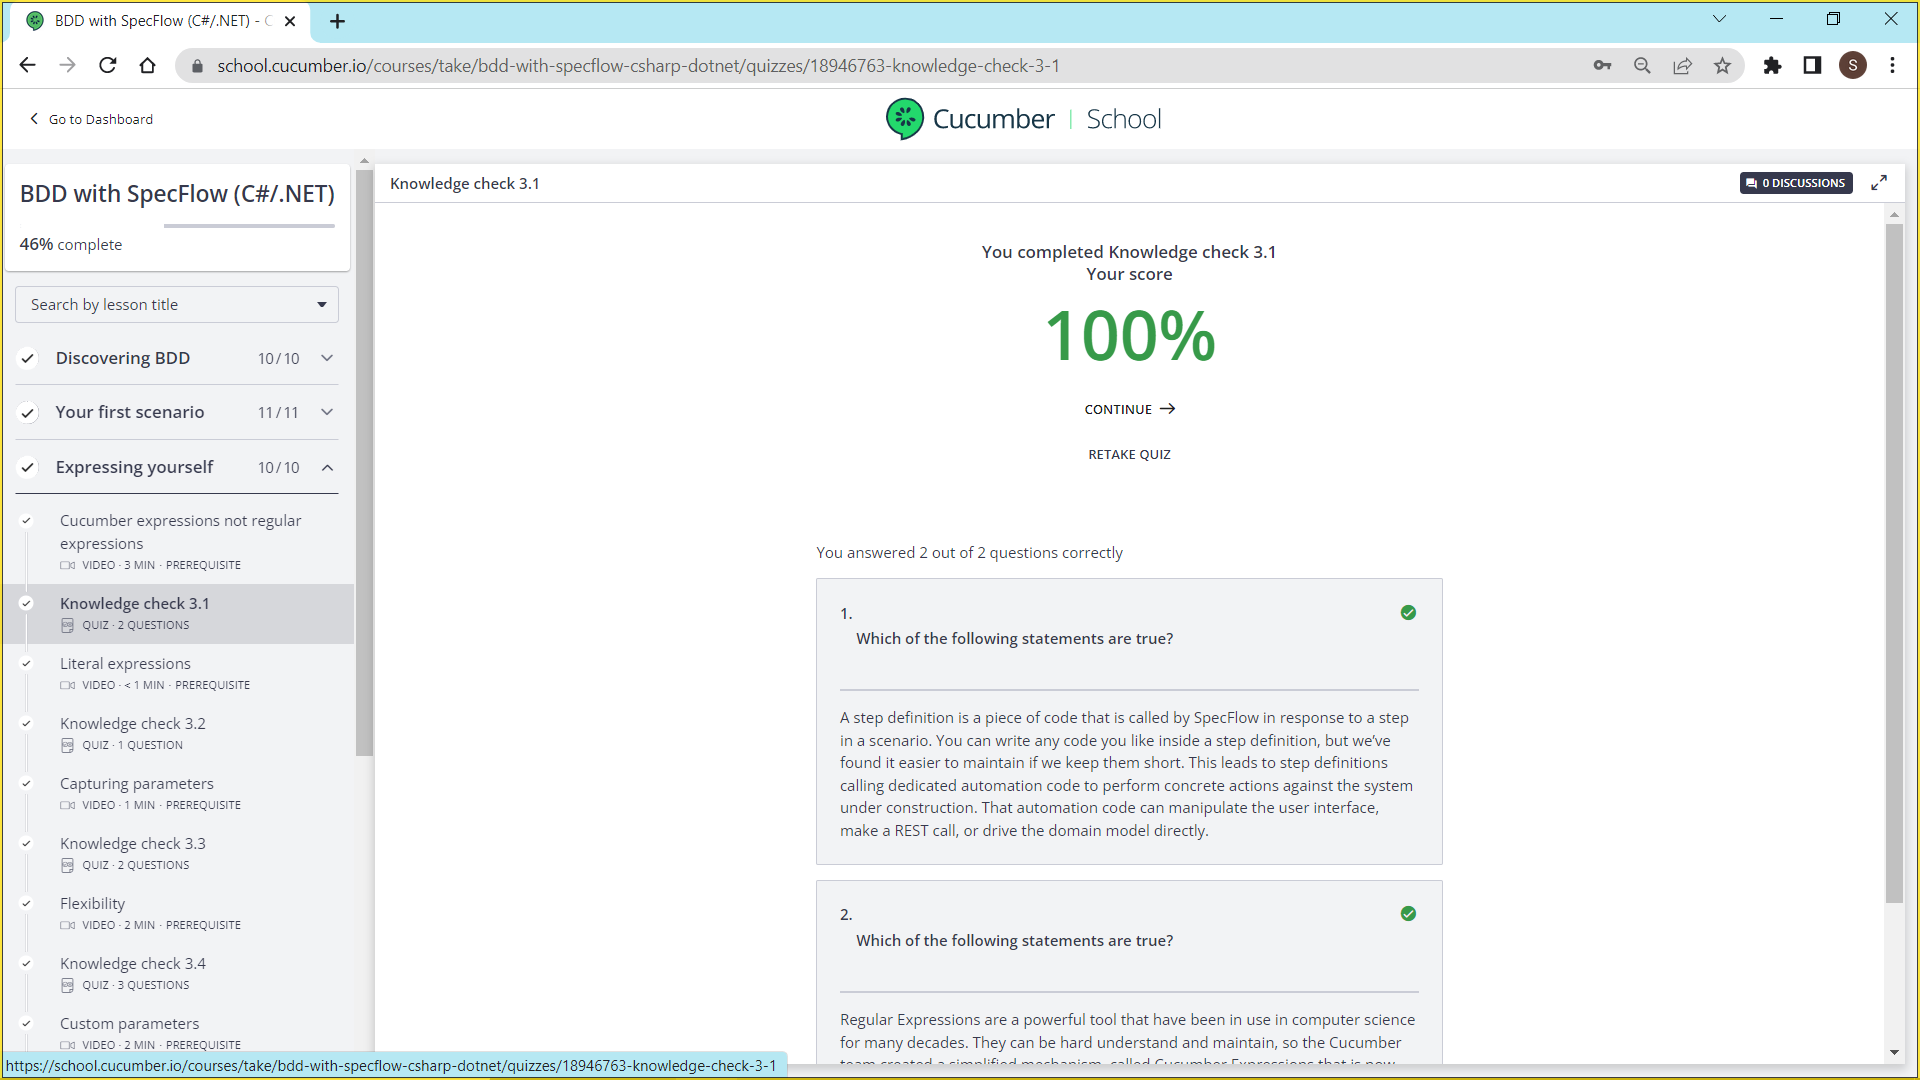 BDD with SpecFlow (C#/.NET) - C
school.cucumber.io/courses/take/bdd-with-specflow-csharp-dotnet/quizzes/18946763-knowledge-check-3-1
S
Go to Dashboard
Cucumber | School
BDD with SpecFlow (C#/.NET)
46% complete
Search by lesson title
Discovering BDD 10/10
Your first scenario 11/11
Expressing yourself 10/10
Cucumber expressions not regular
expressions
VIDEO · 3 MIN · PREREQUISITE
Knowledge check 3.1
QUIZ · 2 QUESTIONS
Literal expressions
VIDEO · < 1 MIN · PREREQUISITE
Knowledge check 3.2
QUIZ · 1 QUESTION
Capturing parameters
VIDEO · 1 MIN · PREREQUISITE
Knowledge check 3.3
QUIZ · 2 QUESTIONS
Flexibility
VIDEO · 2 MIN · PREREQUISITE
Knowledge check 3.4
QUIZ · 3 QUESTIONS
Custom parameters
VIDEO · 2 MIN · PREREQUISITE
Knowledge check 3.1
0 DISCUSSIONS
You completed Knowledge check 3.1
Your score
100%
CONTINUE
RETAKE QUIZ
You answered 2 out of 2 questions correctly
1.
Which of the following statements are true?
A step definition is a piece of code that is called by SpecFlow in response to a step
in a scenario. You can write any code you like inside a step definition, but we've
found it easier to maintain if we keep them short. This leads to step definitions
calling dedicated automation code to perform concrete actions against the system
under construction. That automation code can manipulate the user interface,
make a REST call, or drive the domain model directly.
2.
Which of the following statements are true?
Regular Expressions are a powerful tool that have been in use in computer science
for many decades. They can be hard understand and maintain, so the Cucumber
team created a simplified mechanism, called Cucumber Expressions that is now
https://school.cucumber.io/courses/take/bdd-with-specflow-csharp-dotnet/quizzes/18946763-knowledge-check-3-1